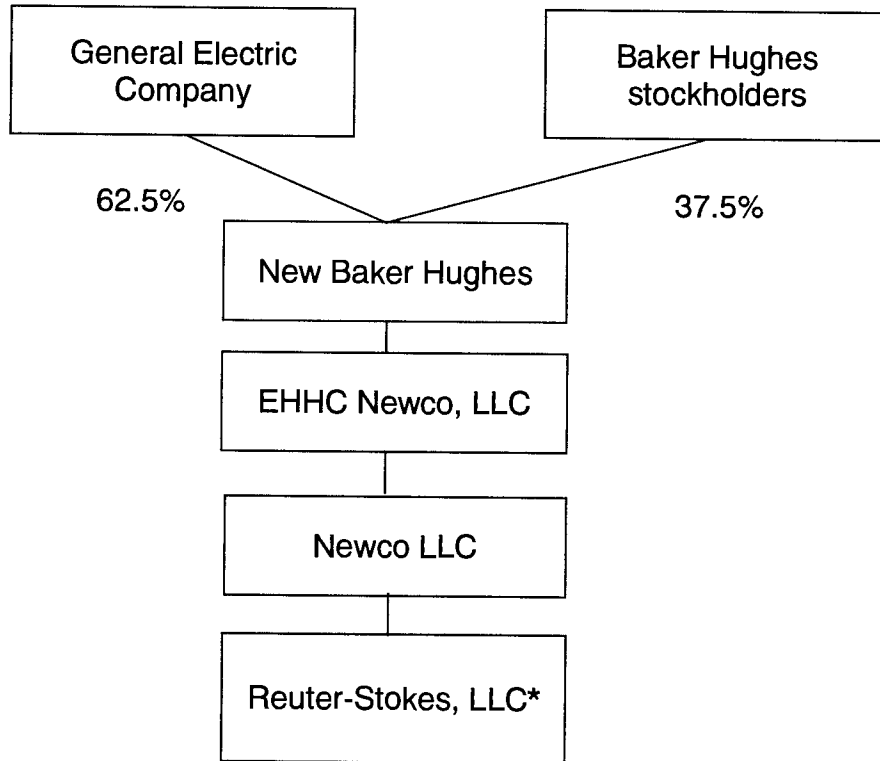 General Electric
Company
Baker Hughes
stockholders
62.5%
37.5%
New Baker Hughes
EHHC Newco, LLC
Newco LLC
Reuter-Stokes, LLC*